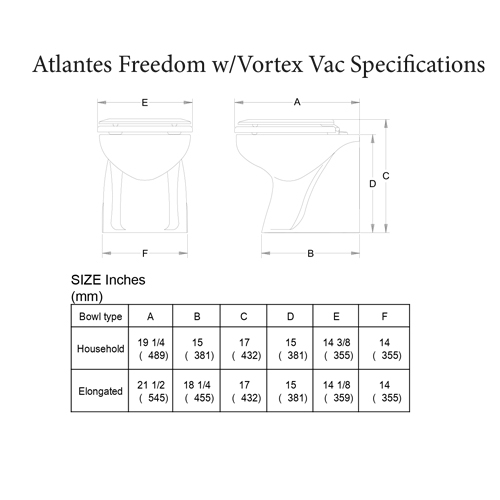 Atlantes Freedom w/Vortex Vac Specifications
E
A
C
D
F
B
SIZE Inches
(mm)
Bowl type A B C D E F
Household 19 1/4 ( 489) 15 ( 381) 17 ( 432) 15 ( 381) 14 3/8 ( 355) 14 ( 355)
Elongated 21 1/2 ( 545) 18 1/4 ( 455) 17 ( 432) 15 ( 381) 14 1/8 ( 359) 14 ( 355)